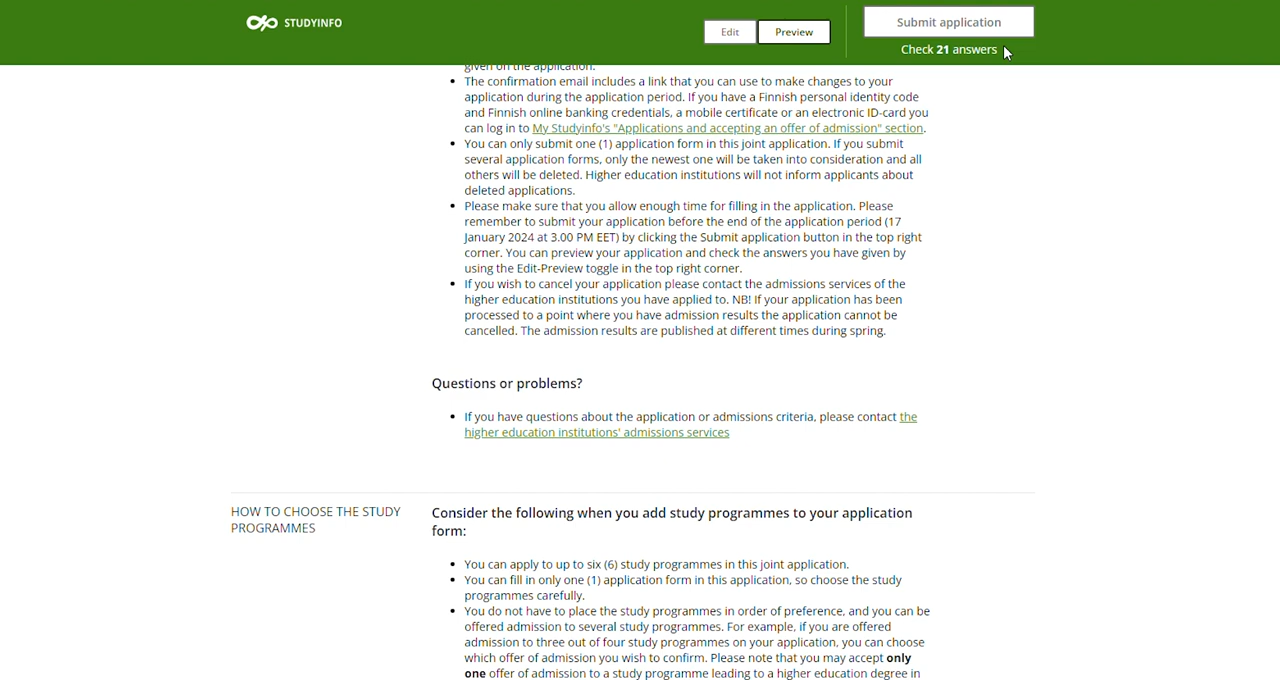 STUDYINFO
Edit
Preview
Submit application
Check 21 answers
given on the application.
The confirmation email includes a link that you can use to make changes to your
application during the application period. If you have a Finnish personal identity code
and Finnish online banking credentials, a mobile certificate or an electronic ID-card you
can log in to My Studyinfo's "Applications and accepting an offer of admission" section.
You can only submit one (1) application form in this joint application. If you submit
several application forms, only the newest one will be taken into consideration and all
others will be deleted. Higher education institutions will not inform applicants about
deleted applications.
Please make sure that you allow enough time for filling in the application. Please
remember to submit your application before the end of the application period (17
January 2024 at 3.00 PM EET) by clicking the Submit application button in the top right
corner. You can preview your application and check the answers you have given by
using the Edit-Preview toggle in the top right corner.
If you wish to cancel your application please contact the admissions services of the
higher education institutions you have applied to. NB! If your application has been
processed to a point where you have admission results the application cannot be
cancelled. The admission results are published at different times during spring.
Questions or problems?
If you have questions about the application or admissions criteria, please contact the
higher education institutions' admissions services
HOW TO CHOOSE THE STUDY
PROGRAMMES
Consider the following when you add study programmes to your application
form:
You can apply to up to six (6) study programmes in this joint application.
You can fill in only one (1) application form in this application, so choose the study
programmes carefully.
You do not have to place the study programmes in order of preference, and you can be
offered admission to several study programmes. For example, if you are offered
admission to three out of four study programmes on your application, you can choose
which offer of admission you wish to confirm. Please note that you may accept only
one offer of admission to a study programme leading to a higher education degree in